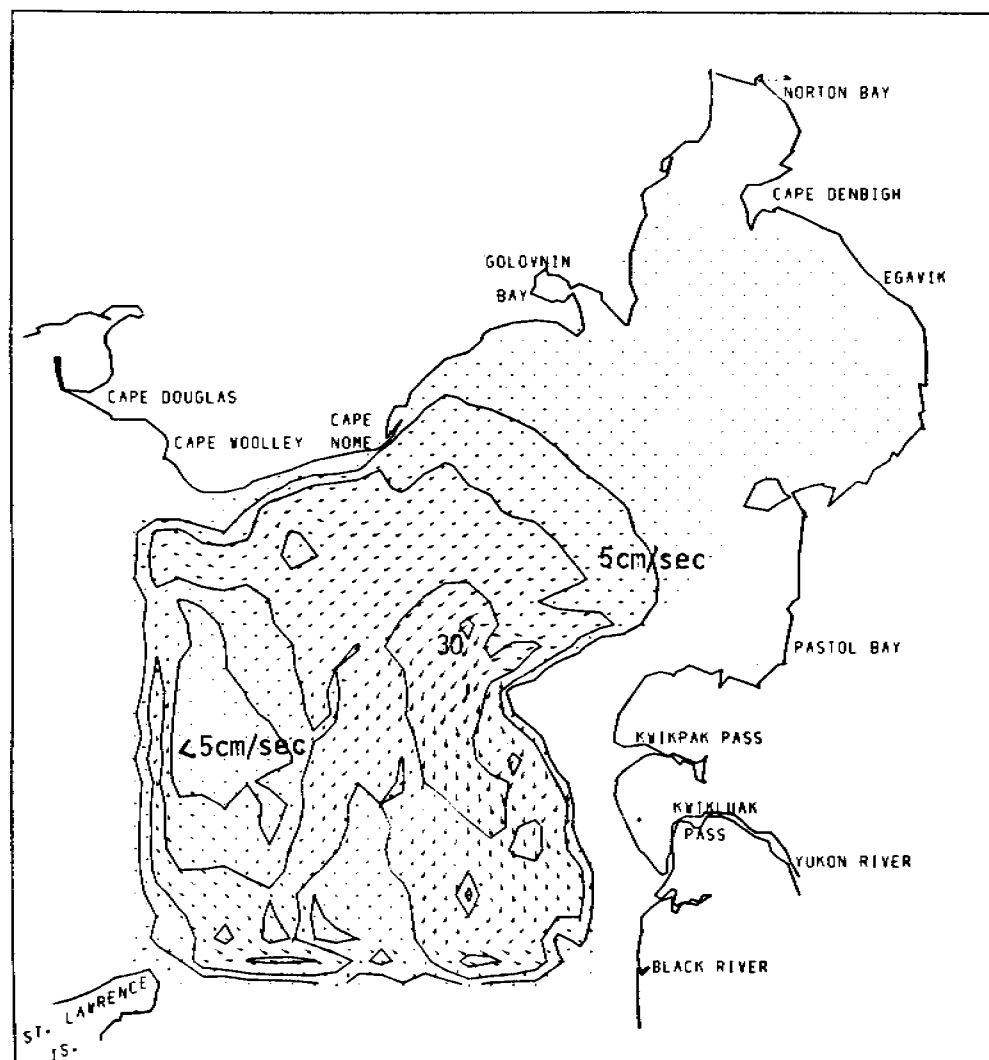 NORTON BAY
CAPE DENBIGH
GOLOVNIN
BAY
EGAVIK
CAPE DOUGLAS
CAPE
CAPE WOOLLEY NOME
5cm/sec
30
PASTOL BAY
<5cm/sec
KWIKPAK PASS
KWIKLUAK
PASS
YUKON RIVER
BLACK RIVER
ST. LAWRENCE
IS.